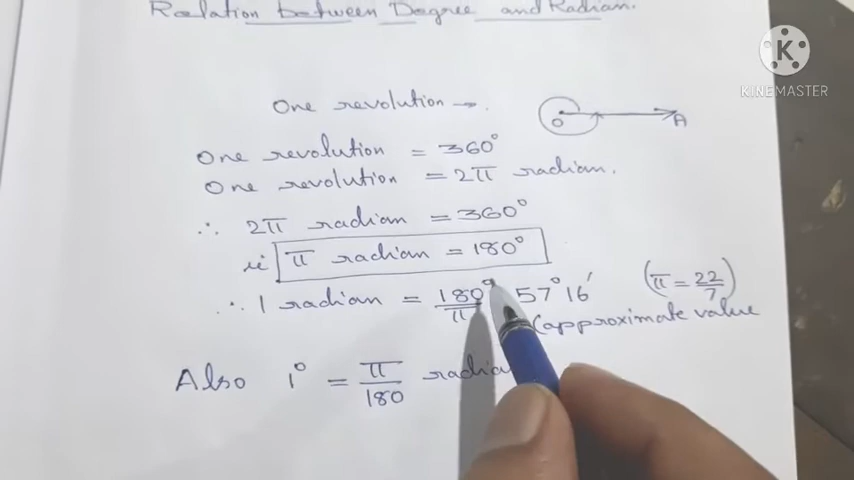 Relation between Degree and Radian.
K
KINEMASTER
One revolution →.
O A
One revolution = 360°
One revolution = 2π radian.
∴ 2π radian = 360°
ie π radian = 180°
∴ 1 radian = 180°/π 57°16′ (π = 22/7)
(approximate value
Also 1° = π/180 radian